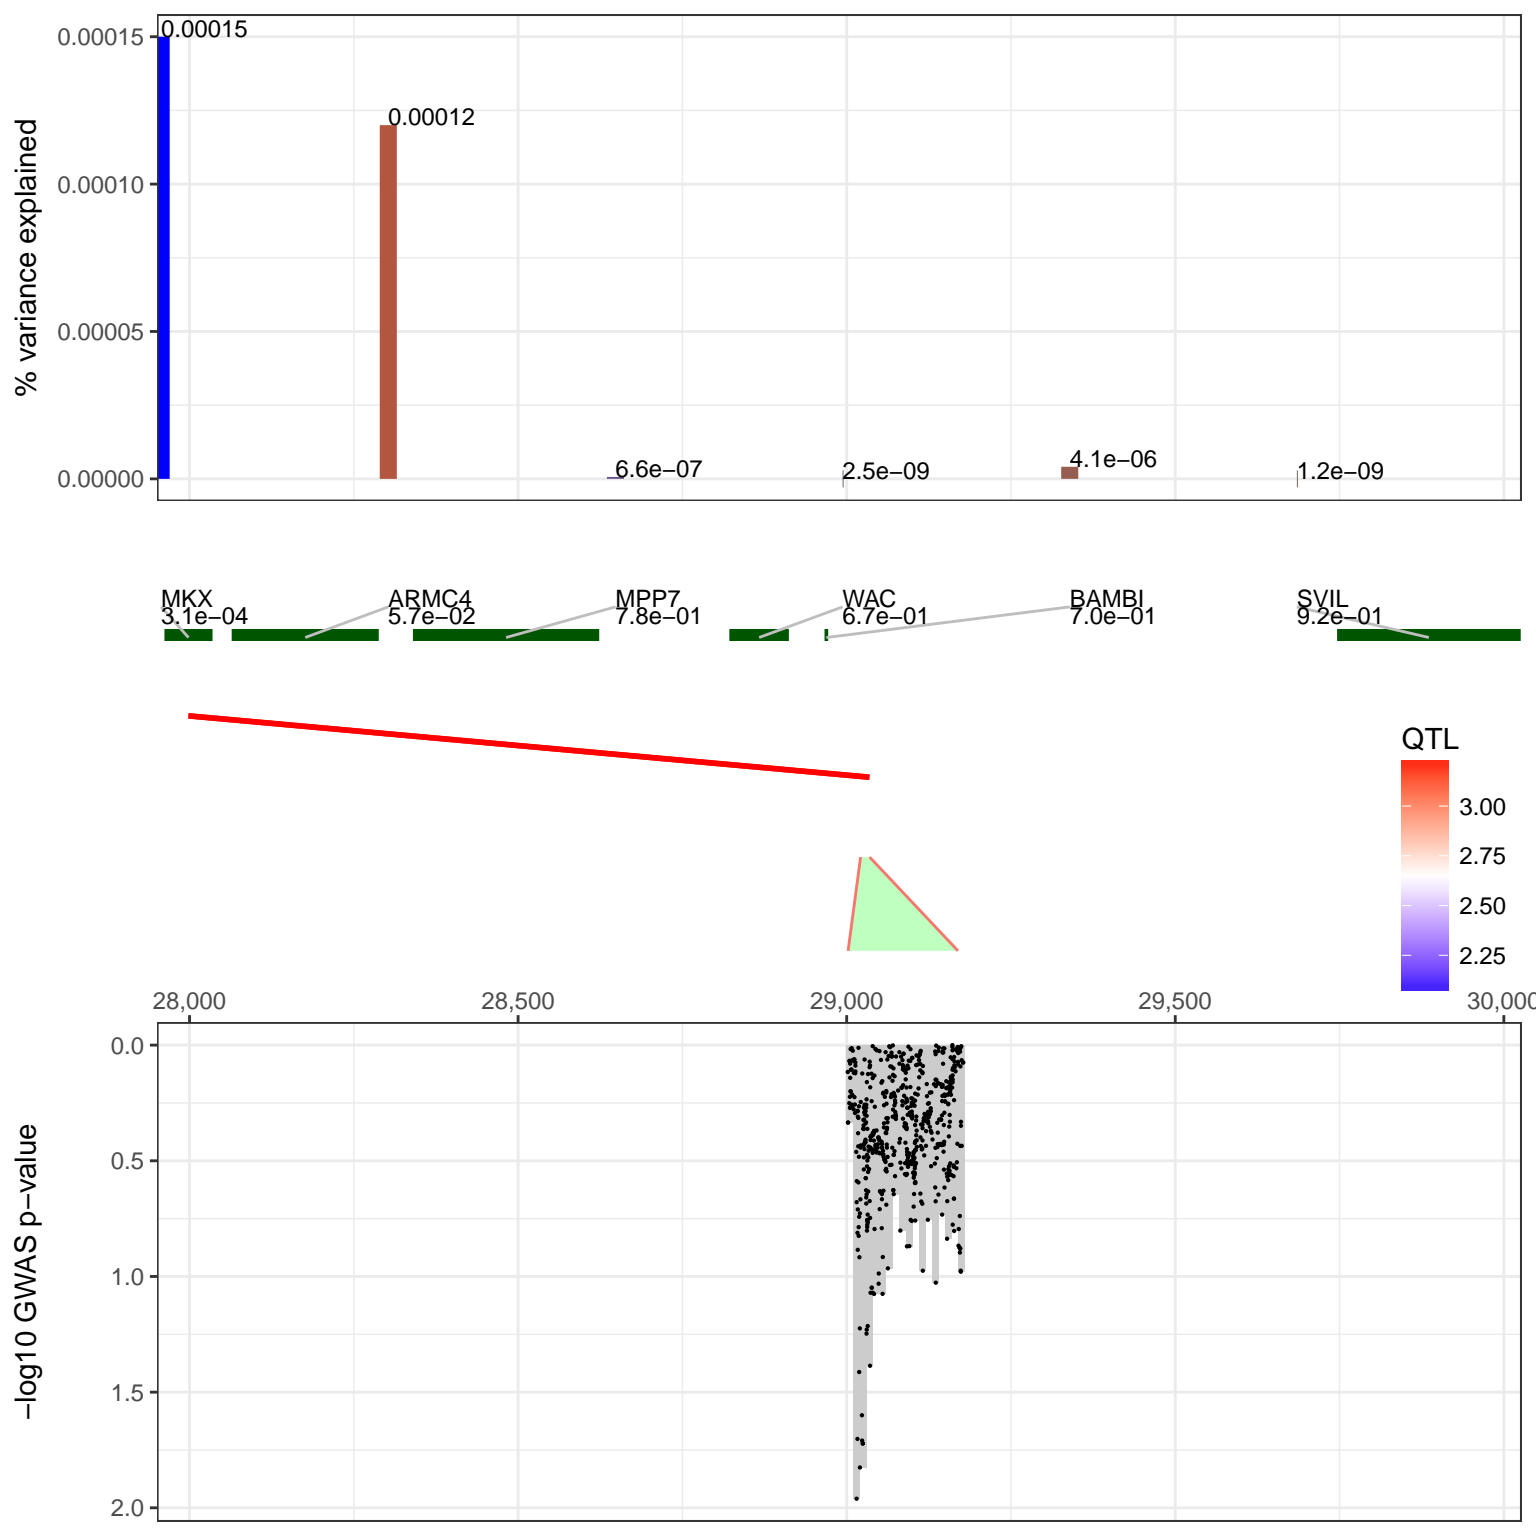 0.00015
0.00012
6.6e−07
2.5e−09
4.1e−06
1.2e−09
0.00015
0.00010
0.00005
0.00000
% variance explained
MKX
3.1e−04
ARMC4
5.7e−02
MPP7
7.8e−01
WAC
6.7e−01
BAMBI
7.0e−01
SVIL
9.2e−01
QTL
3.00
2.75
2.50
2.25
28,000
28,500
29,000
29,500
30,000
0.0
0.5
1.0
1.5
2.0
−log10 GWAS p−value